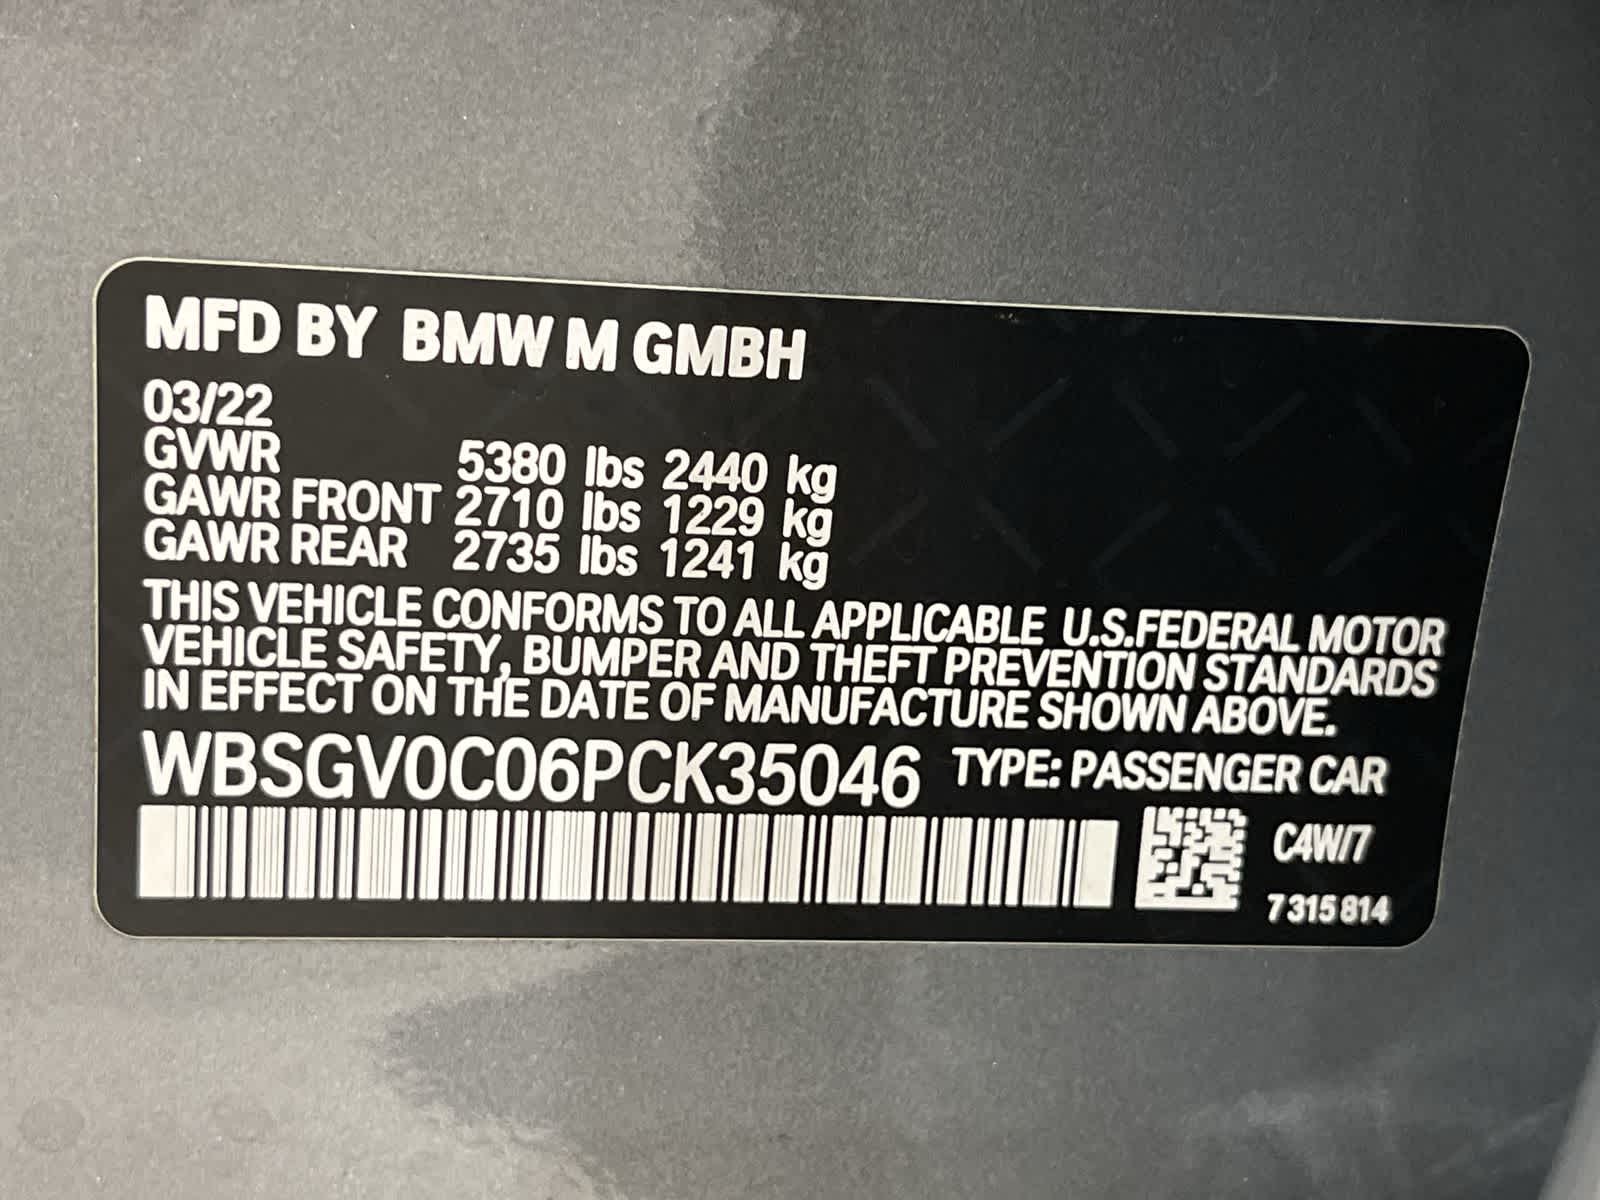 MFD BY BMW M GMBH
03/22
GVWR 5380 lbs 2440 kg
GAWR FRONT 2710 lbs 1229 kg
GAWR REAR 2735 lbs 1241 kg
THIS VEHICLE CONFORMS TO ALL APPLICABLE U.S.FEDERAL MOTOR
VEHICLE SAFETY, BUMPER AND THEFT PREVENTION STANDARDS
IN EFFECT ON THE DATE OF MANUFACTURE SHOWN ABOVE.
WBSGV0C06PCK35046 TYPE: PASSENGER CAR
C4W/7
7 315 814